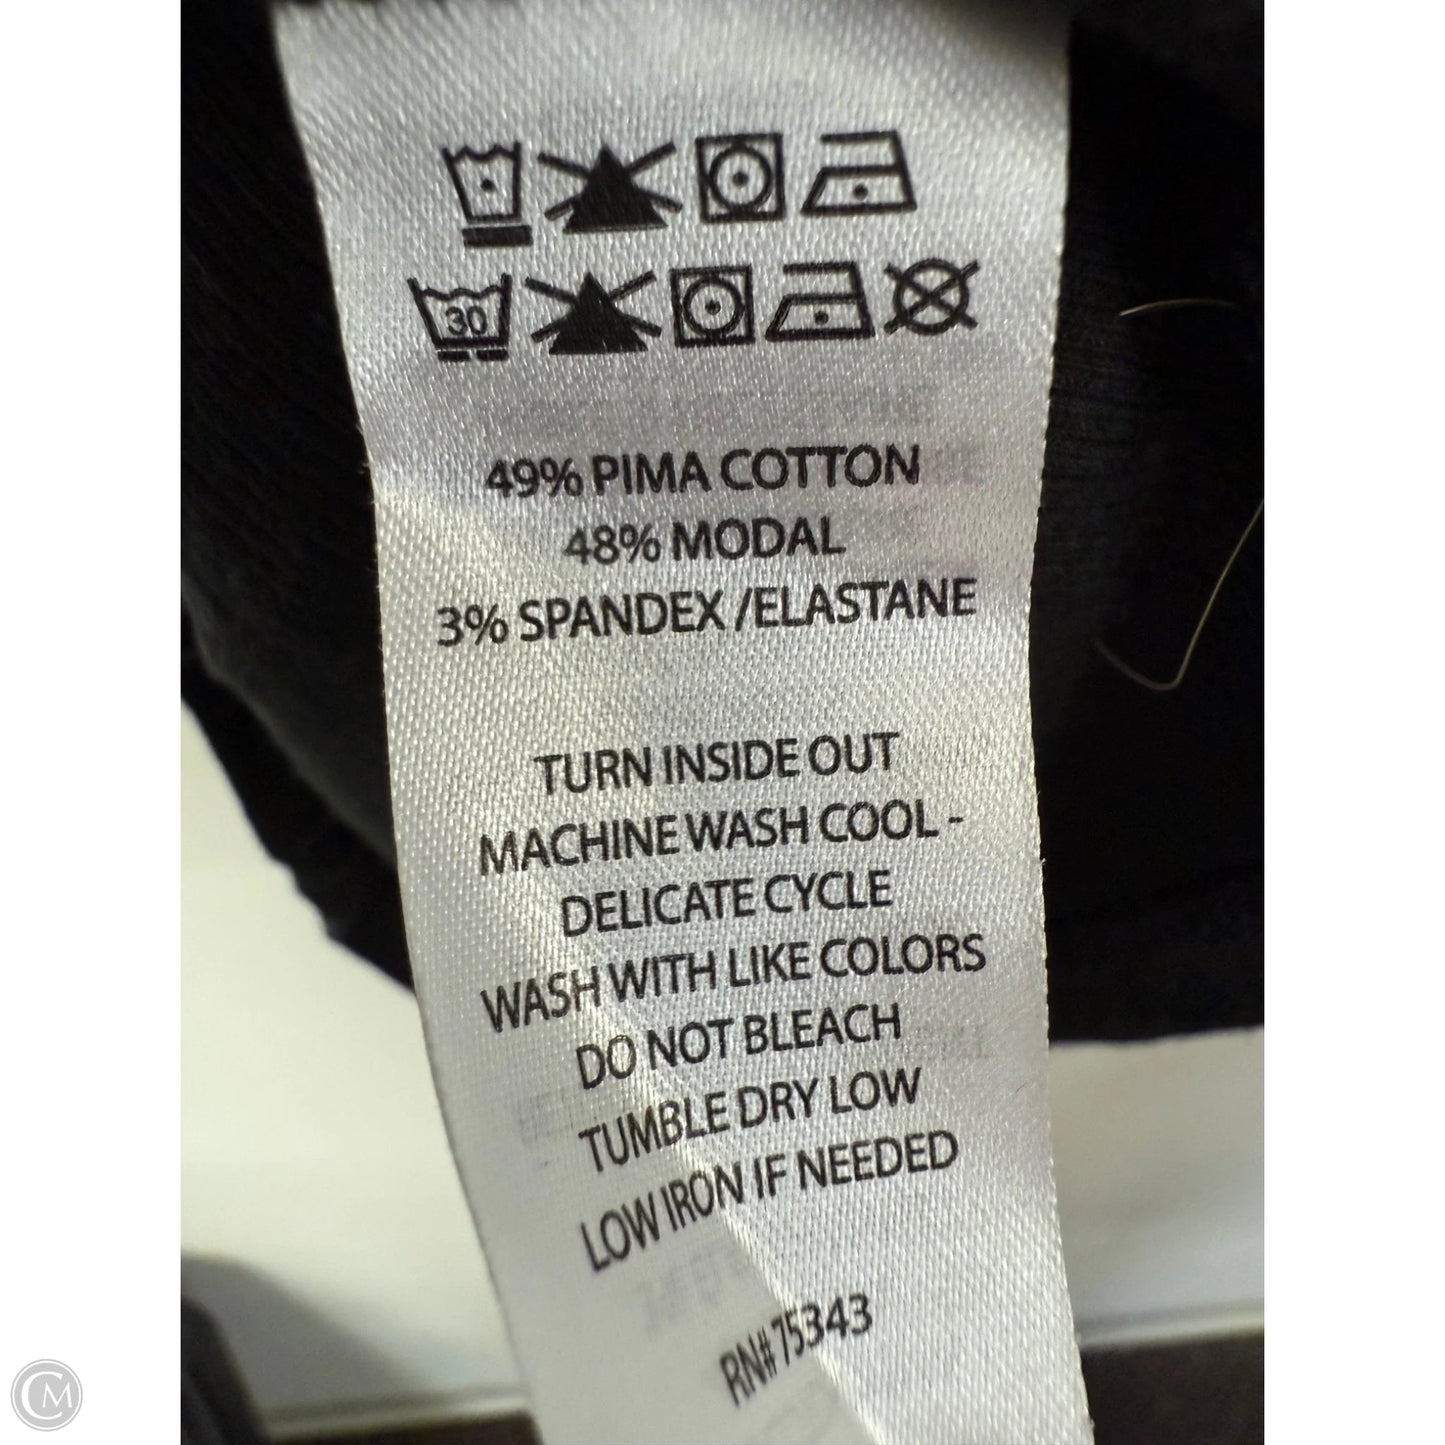 30
49% PIMA COTTON
48% MODAL
3% SPANDEX /ELASTANE
TURN INSIDE OUT
MACHINE WASH COOL -
DELICATE CYCLE
WASH WITH LIKE COLORS
DO NOT BLEACH
TUMBLE DRY LOW
LOW IRON IF NEEDED
RN# 75343
CM